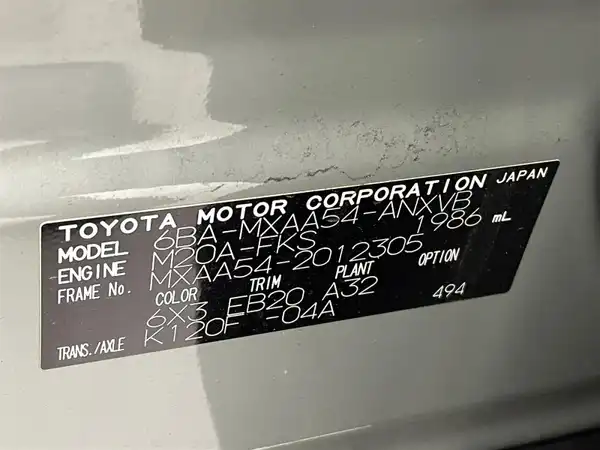 TOYOTA MOTOR CORPORATION JAPAN
MODEL 6BA-MXAA54-ANXVB
ENGINE M20A-FKS 1986 mL
FRAME No. MXAA54-2012305
COLOR TRIM PLANT OPTION
6X3 EB20 A32 494
TRANS./AXLE K120F -04A